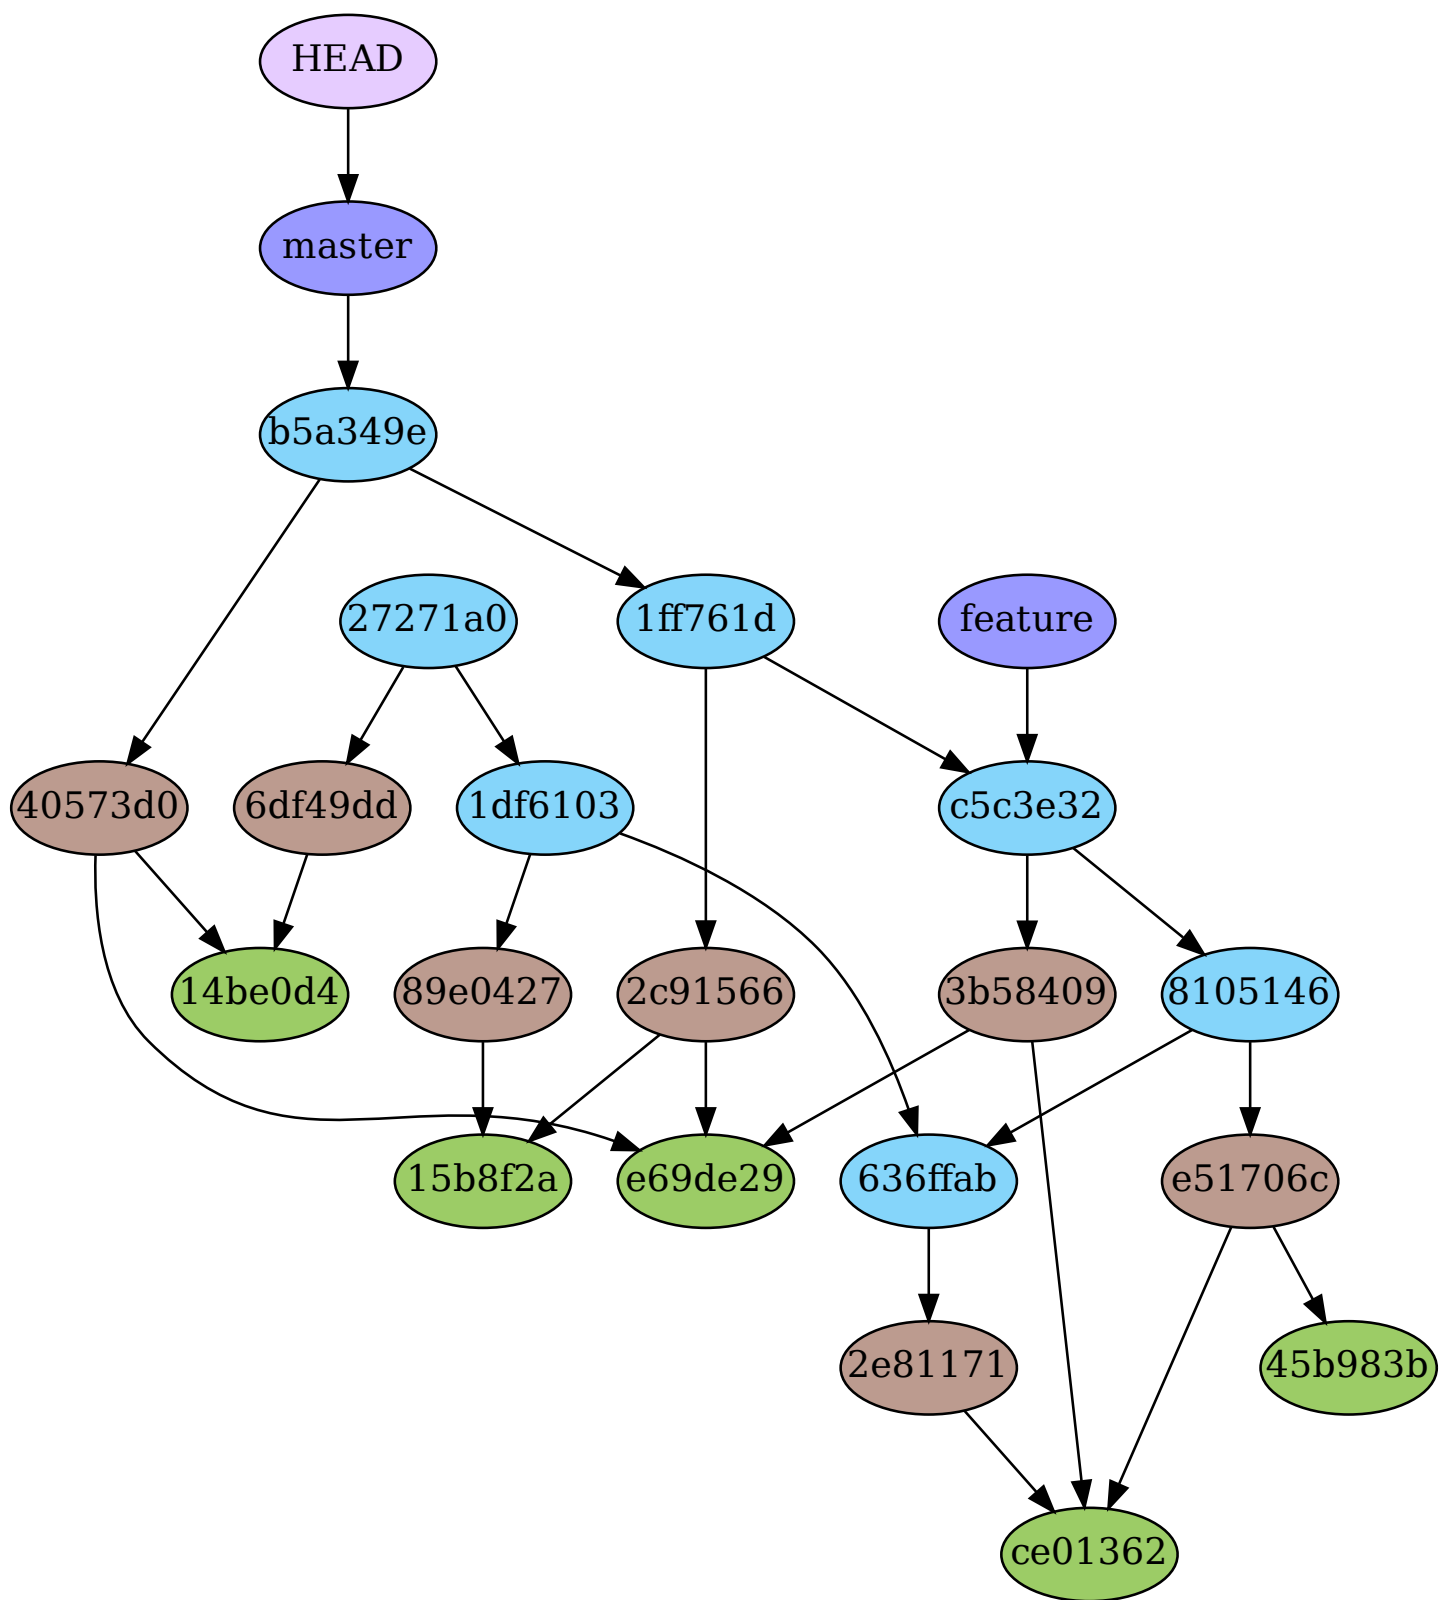 HEAD
master
b5a349e
27271a0
1ff761d
feature
40573d0
6df49dd
1df6103
c5c3e32
14be0d4
89e0427
2c91566
3b58409
8105146
15b8f2a
e69de29
636ffab
e51706c
2e81171
45b983b
ce01362